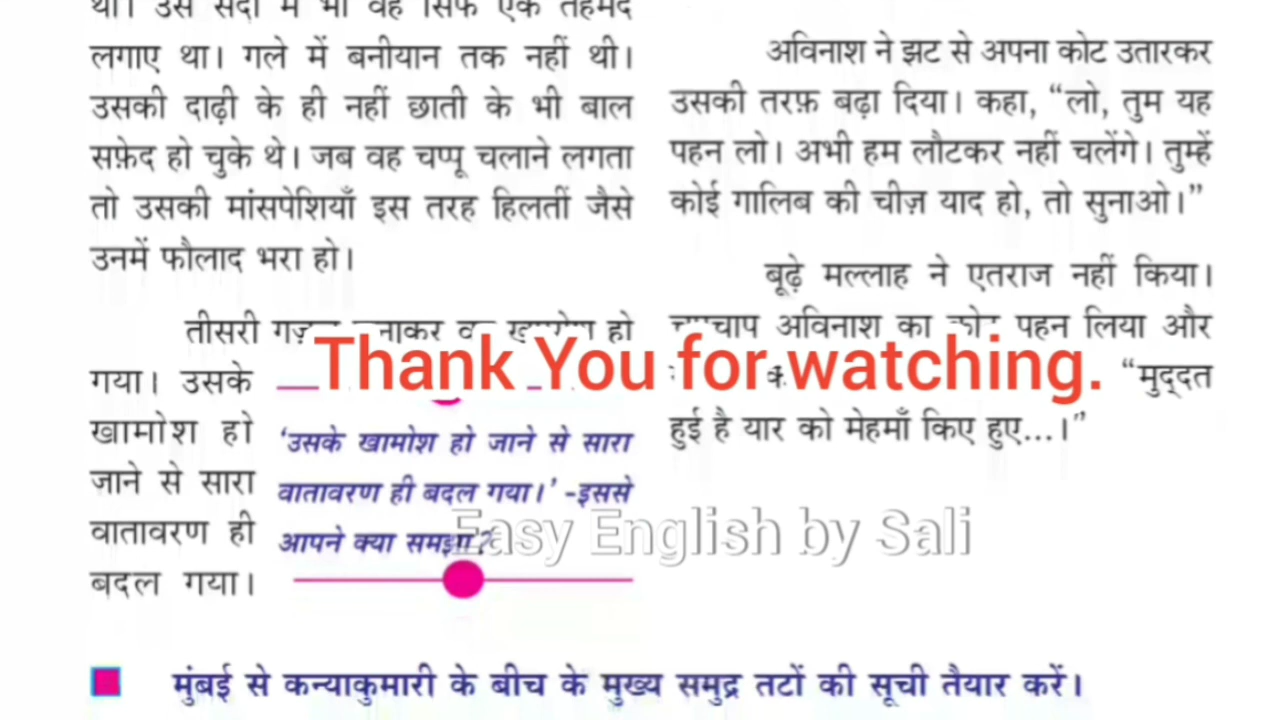 था। उस सर्दी में भी वह सिर्फ़ एक तहमद
लगाए था। गले में बनीयान तक नहीं थी।
उसकी दाढ़ी के ही नहीं छाती के भी बाल
सफ़ेद हो चुके थे। जब वह चप्पू चलाने लगता
तो उसकी मांसपेशियाँ इस तरह हिलतीं जैसे
उनमें फौलाद भरा हो।
तीसरी हो
गया। उसके
खामोश हो
जाने से सारा
वातावरण ही
बदल गया।
‘उसके खामोश हो जाने से सारा
वातावरण ही बदल गया।’ -इससे
आपने क्या समझा?
अविनाश ने झट से अपना कोट उतारकर
उसकी तरफ़ बढ़ा दिया। कहा, “लो, तुम यह
पहन लो। अभी हम लौटकर नहीं चलेंगे। तुम्हें
कोई गालिब की चीज़ याद हो, तो सुनाओ।”
बूढ़े मल्लाह ने एतराज नहीं किया।
अविनाश का पहन लिया और
“मुद्दत
हुई है यार को मेहमाँ किए हुए...।”
Thank You for watching.
Easy English by Sali
मुंबई से कन्याकुमारी के बीच के मुख्य समुद्र तटों की सूची तैयार करें।